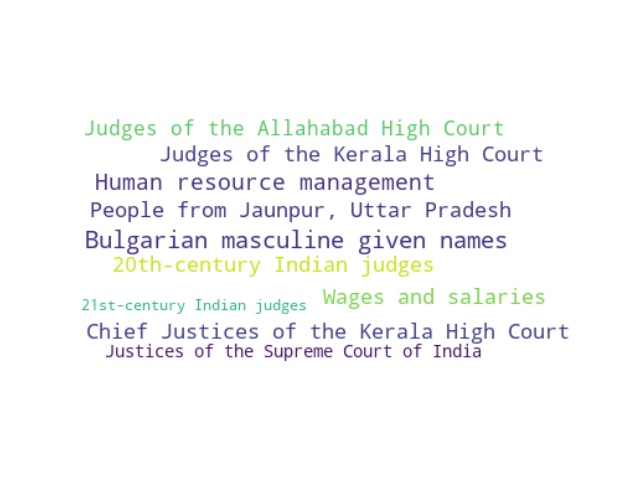 Judges of the Allahabad High Court
Judges of the Kerala High Court
Human resource management
People from Jaunpur, Uttar Pradesh
Bulgarian masculine given names
20th-century Indian judges
Wages and salaries
21st-century Indian judges
Chief Justices of the Kerala High Court
Justices of the Supreme Court of India